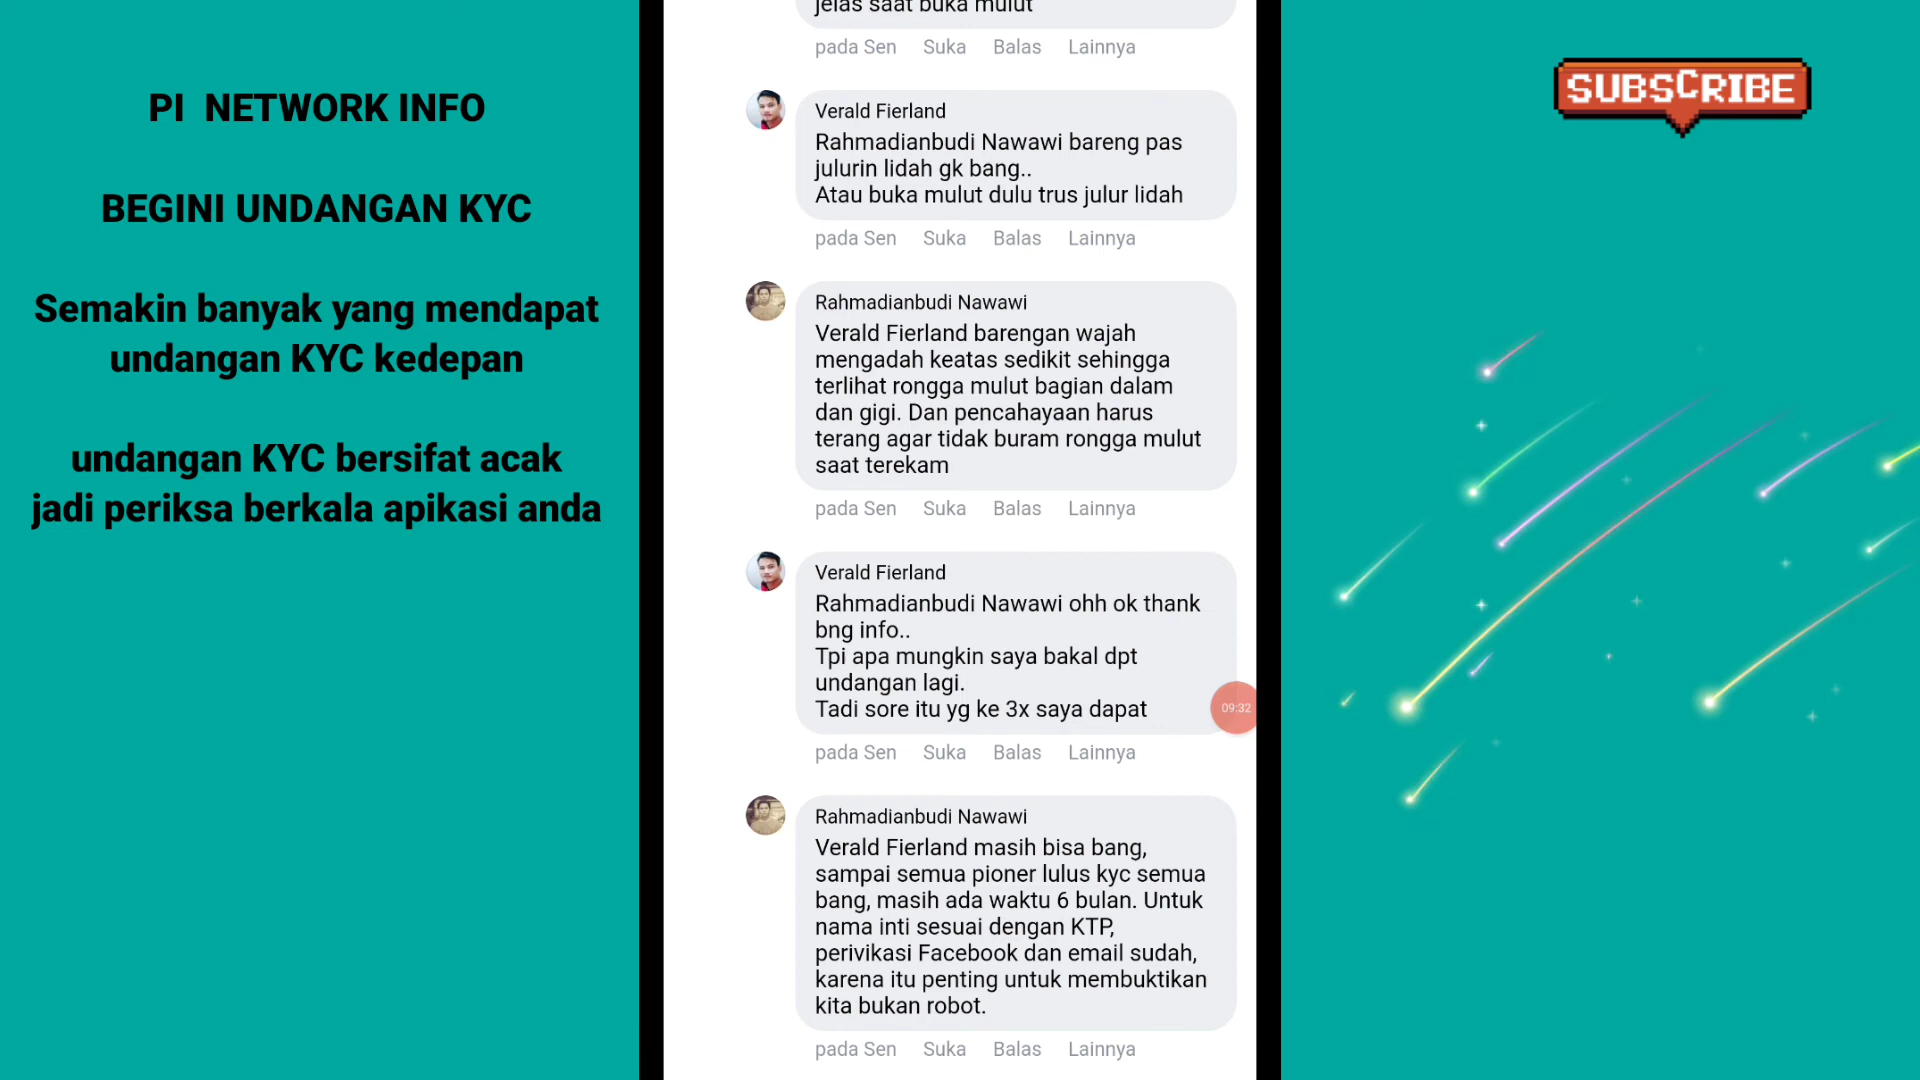 PI NETWORK INFO
BEGINI UNDANGAN KYC
Semakin banyak yang mendapat
undangan KYC kedepan
undangan KYC bersifat acak
jadi periksa berkala apikasi anda
jelas saat buka mulut
pada Sen Suka Balas Lainnya
Verald Fierland
Rahmadianbudi Nawawi bareng pas
julurin lidah gk bang..
Atau buka mulut dulu trus julur lidah
pada Sen Suka Balas Lainnya
Rahmadianbudi Nawawi
Verald Fierland barengan wajah
mengadah keatas sedikit sehingga
terlihat rongga mulut bagian dalam
dan gigi. Dan pencahayaan harus
terang agar tidak buram rongga mulut
saat terekam
pada Sen Suka Balas Lainnya
Verald Fierland
Rahmadianbudi Nawawi ohh ok thank
bng info..
Tpi apa mungkin saya bakal dpt
undangan lagi.
Tadi sore itu yg ke 3x saya dapat
09:32
pada Sen Suka Balas Lainnya
Rahmadianbudi Nawawi
Verald Fierland masih bisa bang,
sampai semua pioner lulus kyc semua
bang, masih ada waktu 6 bulan. Untuk
nama inti sesuai dengan KTP,
perivikasi Facebook dan email sudah,
karena itu penting untuk membuktikan
kita bukan robot.
pada Sen Suka Balas Lainnya
SUBSCRIBE